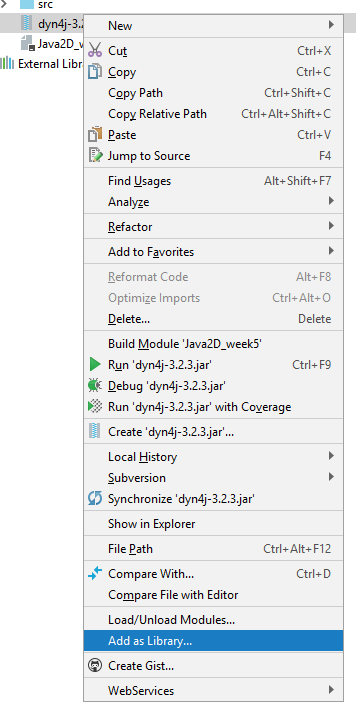 src
dyn4j-3.2
Java2D_w
External Libr
New
Cut Ctrl+X
Copy Ctrl+C
Copy Path Ctrl+Shift+C
Copy Relative Path Ctrl+Alt+Shift+C
Paste Ctrl+V
Jump to Source F4
Find Usages Alt+Shift+F7
Analyze
Refactor
Add to Favorites
Reformat Code Alt+F8
Optimize Imports Ctrl+Alt+O
Delete... Delete
Build Module 'Java2D_week5'
Run 'dyn4j-3.2.3.jar' Ctrl+F9
Debug 'dyn4j-3.2.3.jar'
Run 'dyn4j-3.2.3.jar' with Coverage
Create 'dyn4j-3.2.3.jar'...
Local History
Subversion
Synchronize 'dyn4j-3.2.3.jar'
Show in Explorer
File Path Ctrl+Alt+F12
Compare With... Ctrl+D
Compare File with Editor
Load/Unload Modules...
Add as Library...
Create Gist...
WebServices